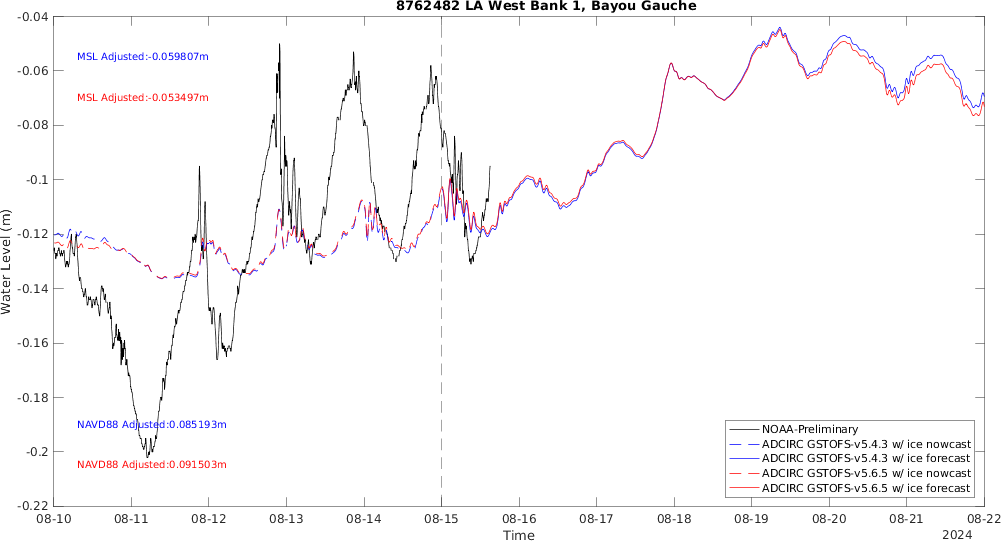 8762482 LA West Bank 1, Bayou Gauche
-0.04
MSL Adjusted:-0.059807m
-0.06
MSL Adjusted:-0.053497m
-0.08
-0.1
-0.12
-0.14
-0.16
-0.18
NAVD88 Adjusted:0.085193m
-0.2
NAVD88 Adjusted:0.091503m
-0.22
Water Level (m)
NOAA-Preliminary
ADCIRC GSTOFS-v5.4.3 w/ ice nowcast
ADCIRC GSTOFS-v5.4.3 w/ ice forecast
ADCIRC GSTOFS-v5.6.5 w/ ice nowcast
ADCIRC GSTOFS-v5.6.5 w/ ice forecast
08-10 08-11 08-12 08-13 08-14 08-15 08-16 08-17 08-18 08-19 08-20 08-21 08-22
Time
2024